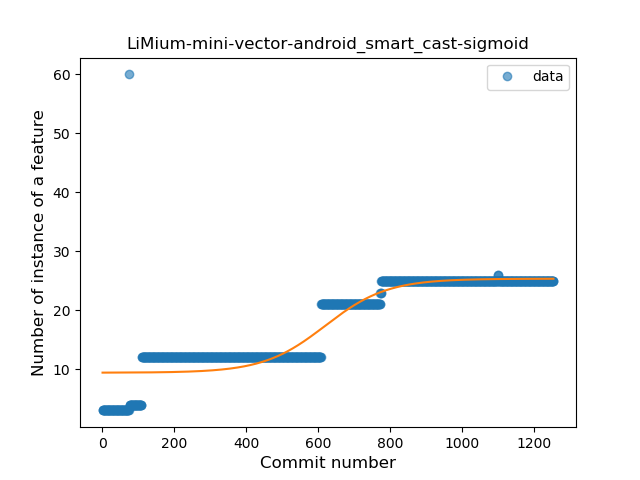 LiMium-mini-vector-android_smart_cast-sigmoid
data
Number of instance of a feature
60
50
40
30
20
10
0 200 400 600 800 1000 1200
Commit number